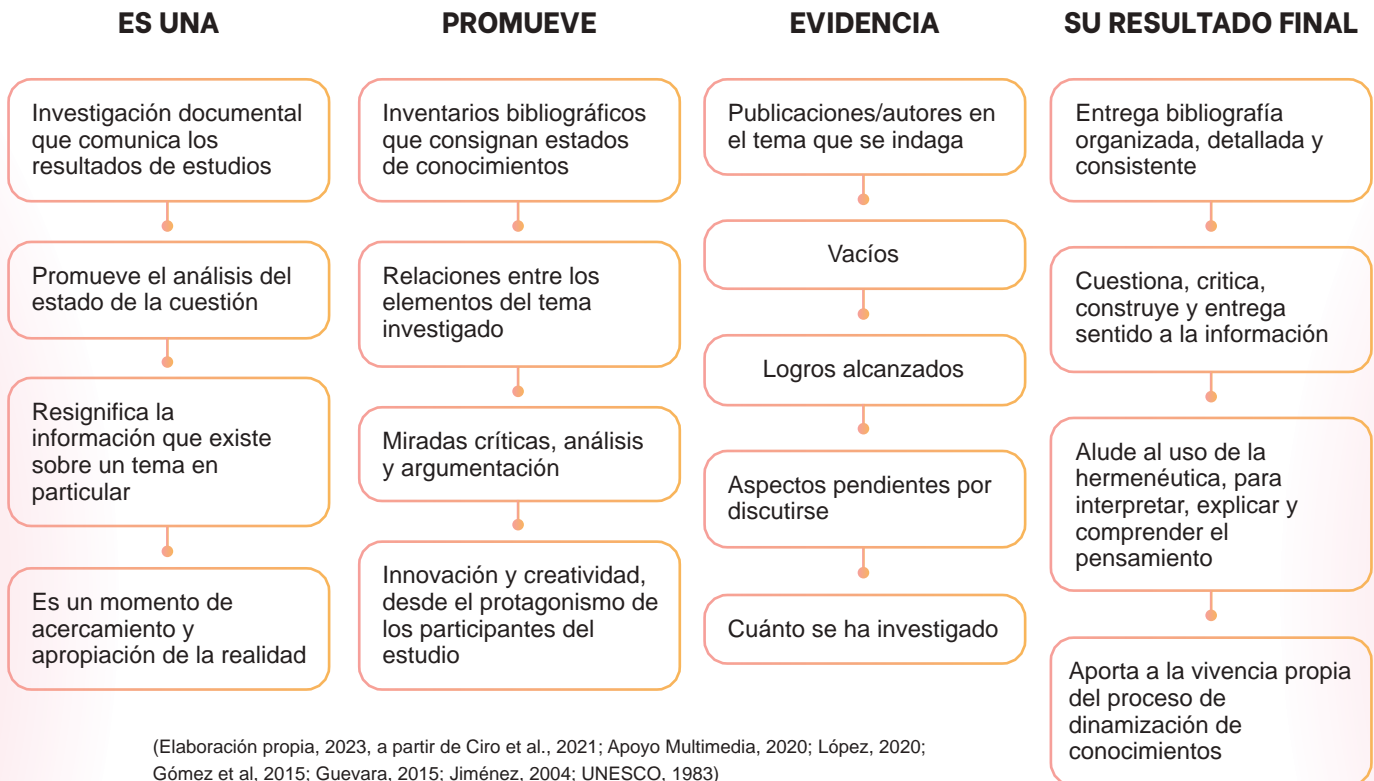 ES UNA
Investigación documental
que comunica los
resultados de estudios
Promueve el análisis del
estado de la cuestión
Resignifica la
información que existe
sobre un tema en
particular
Es un momento de
acercamiento y
apropiación de la realidad
PROMUEVE
Inventarios bibliográficos
que consignan estados
de conocimientos
Relaciones entre los
elementos del tema
investigado
Miradas críticas, análisis
y argumentación
Innovación y creatividad,
desde el protagonismo de
los participantes del
estudio
EVIDENCIA
Publicaciones/autores en
el tema que se indaga
Vacíos
Logros alcanzados
Aspectos pendientes por
discutirse
Cuánto se ha investigado
SU RESULTADO FINAL
Entrega bibliografía
organizada, detallada y
consistente
Cuestiona, critica,
construye y entrega
sentido a la información
Alude al uso de la
hermenéutica, para
interpretar, explicar y
comprender el
pensamiento
Aporta a la vivencia propia
del proceso de
dinamización de
conocimientos
(Elaboración propia, 2023, a partir de Ciro et al., 2021; Apoyo Multimedia, 2020; López, 2020;
Gómez et al, 2015; Guevara, 2015; Jiménez, 2004; UNESCO, 1983)